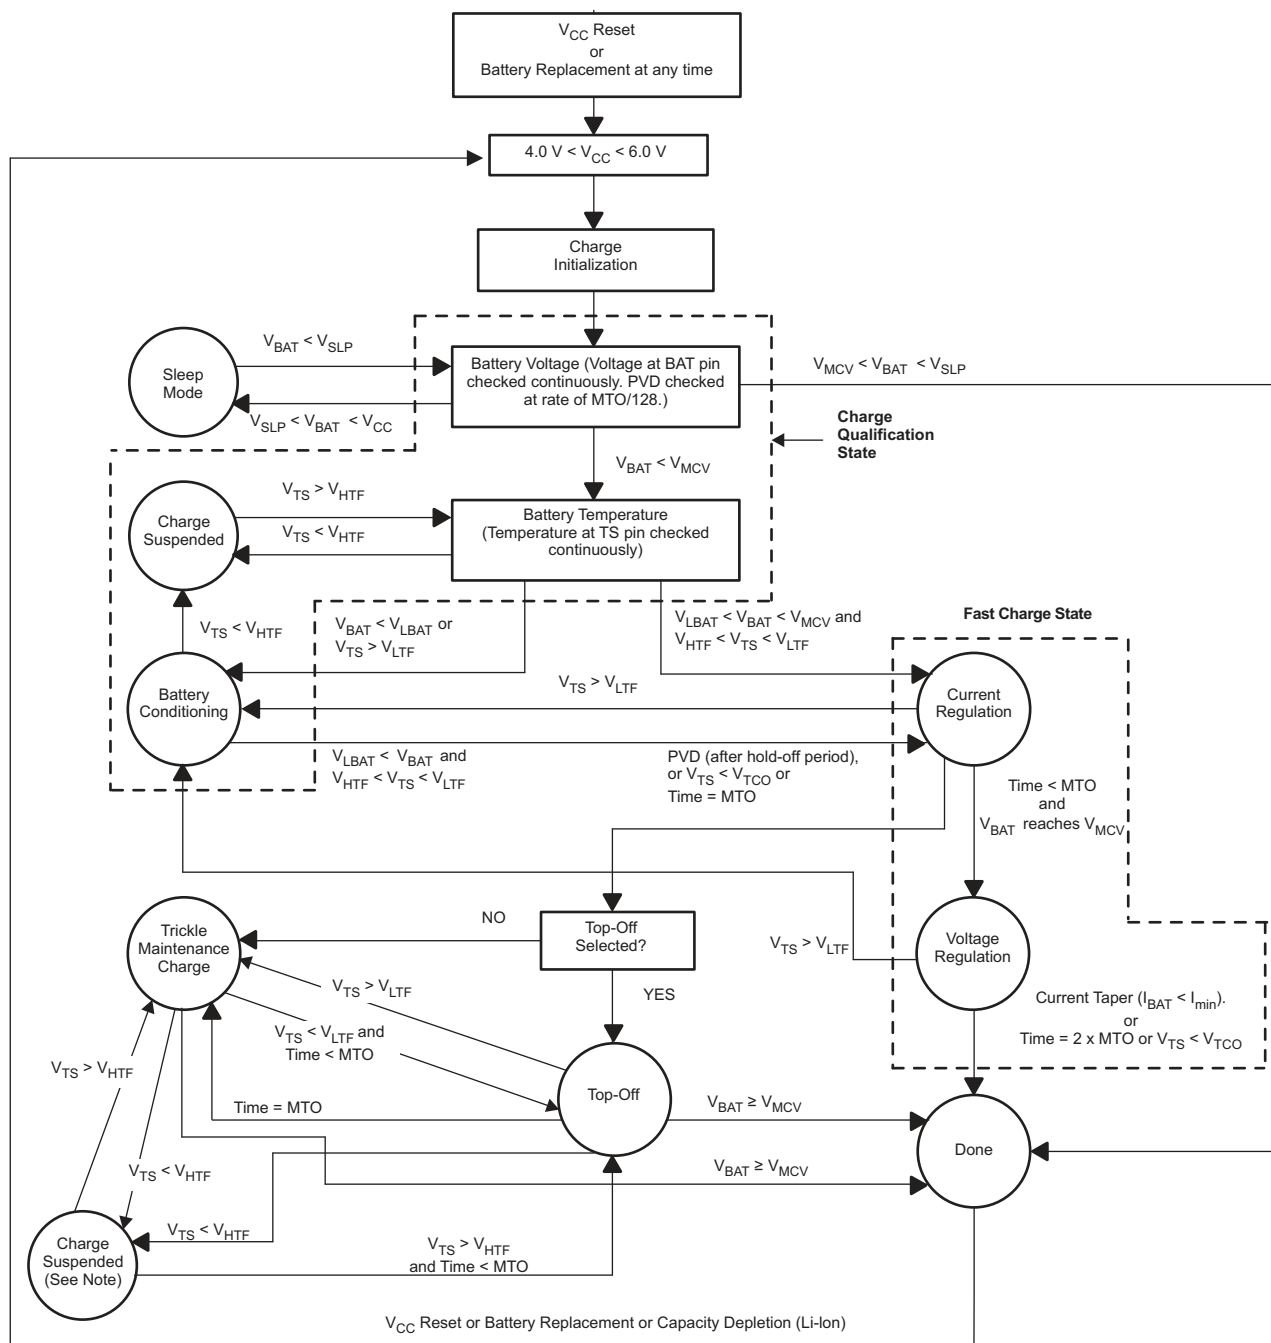 V_CC Reset
or
Battery Replacement at any time
4.0 V < V_CC < 6.0 V
Charge
Initialization
V_BAT < V_SLP
Sleep
Mode
V_SLP < V_BAT < V_CC
Battery Voltage (Voltage at BAT pin
checked continuously. PVD checked
at rate of MTO/128.)
V_MCV < V_BAT < V_SLP
Charge
Qualification
State
V_BAT < V_MCV
V_TS > V_HTF
Charge
Suspended
V_TS < V_HTF
Battery Temperature
(Temperature at TS pin checked
continuously)
V_TS < V_HTF
V_BAT < V_LBAT or
V_TS > V_LTF
V_LBAT < V_BAT < V_MCV and
V_HTF < V_TS < V_LTF
Fast Charge State
Battery
Conditioning
V_TS > V_LTF
Current
Regulation
V_LBAT < V_BAT and
V_HTF < V_TS < V_LTF
PVD (after hold-off period),
or V_TS < V_TCO or
Time = MTO
Time < MTO
and
V_BAT reaches V_MCV
Trickle
Maintenance
Charge
NO
Top-Off
Selected?
YES
V_TS > V_LTF
Voltage
Regulation
V_TS > V_LTF
V_TS < V_LTF and
Time < MTO
Current Taper (I_BAT < I_min).
or
Time = 2 x MTO or V_TS < V_TCO
V_TS > V_HTF
Time = MTO
Top-Off
V_BAT ≥ V_MCV
Done
V_TS < V_HTF
V_BAT ≥ V_MCV
Charge
Suspended
(See Note)
V_TS < V_HTF
V_TS > V_HTF
and Time < MTO
V_CC Reset or Battery Replacement or Capacity Depletion (Li-Ion)